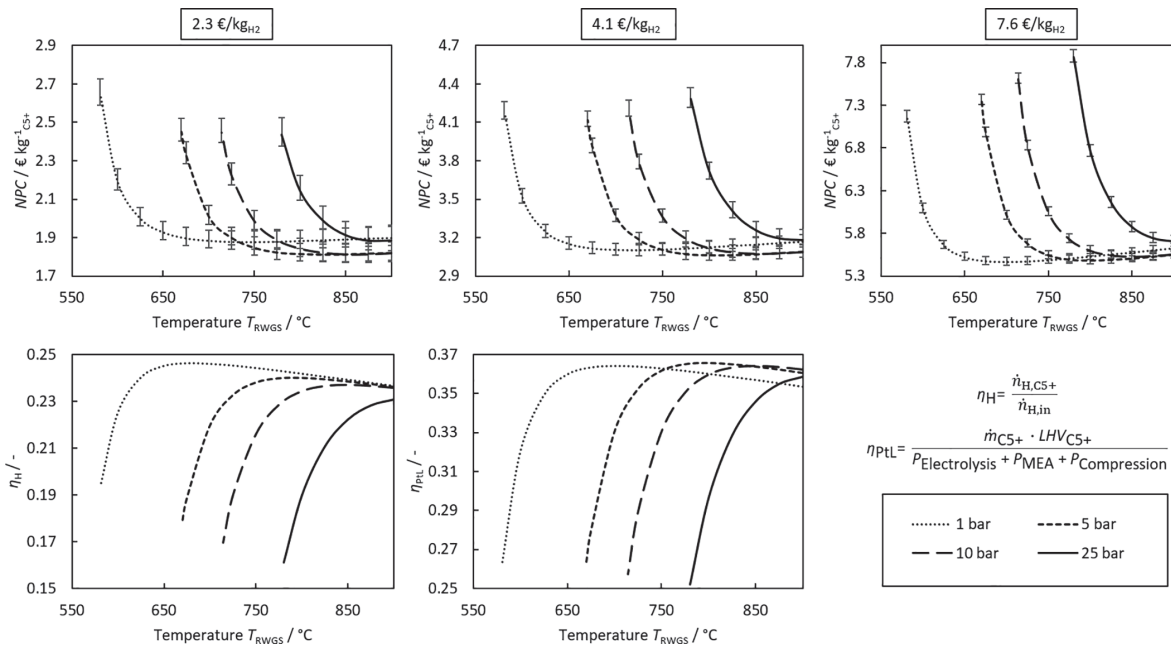 2.3 €/kgH2
4.1 €/kgH2
7.6 €/kgH2
NPC / € kg⁻¹C5+
2.9
2.7
2.5
2.3
2.1
1.9
1.7
550
650
750
850
Temperature TRWGS / °C
NPC / € kg⁻¹C5+
4.7
4.4
4.1
3.8
3.5
3.2
2.9
550
650
750
850
Temperature TRWGS / °C
NPC / € kg⁻¹C5+
7.8
7.3
6.8
6.3
5.8
5.3
550
650
750
850
Temperature TRWGS / °C
ηH / -
0.25
0.23
0.21
0.19
0.17
0.15
550
650
750
850
Temperature TRWGS / °C
ηPtL / -
0.37
0.35
0.33
0.31
0.29
0.27
0.25
550
650
750
850
Temperature TRWGS / °C
ηH= ṅH,C5+ / ṅH,in
ηPtL= ṁC5+ · LHVC5+ / PElectrolysis + PMEA + PCompression
1 bar
5 bar
10 bar
25 bar